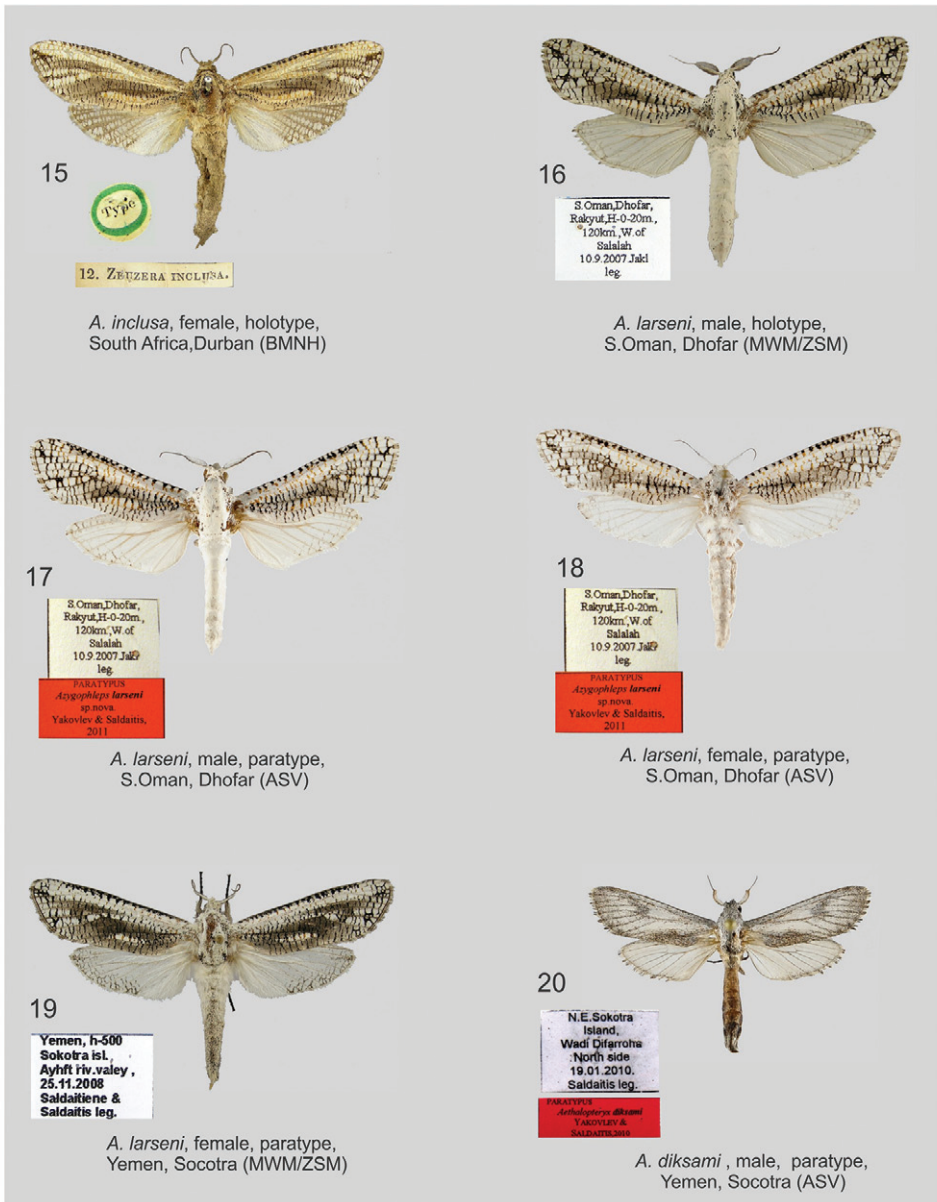 15
Type
12. ZEUZERA INCLUSA.
A. inclusa, female, holotype,
South Africa,Durban (BMNH)
16
S.Oman,Dhofar,
Rakyut,H-0-20m.,
120km.,W.of
Salalah
10.9.2007.Jakl
leg.
A. larseni, male, holotype,
S.Oman, Dhofar (MWM/ZSM)
17
S.Oman,Dhofar,
Rakyut,H-0-20m.,
120km.,W.of
Salalah
10.9.2007.Jakl
leg.
PARATYPUS
Azygophleps larseni
sp.nova.
Yakovlev & Saldaitis,
2011
A. larseni, male, paratype,
S.Oman, Dhofar (ASV)
18
S.Oman,Dhofar,
Rakyut,H-0-20m.,
120km.,W.of
Salalah
10.9.2007.Jakl
leg.
PARATYPUS
Azygophleps larseni
sp.nova.
Yakovlev & Saldaitis,
2011
A. larseni, female, paratype,
S.Oman, Dhofar (ASV)
19
Yemen, h-500
Sokotra isl.,
Ayhft riv.valey ,
25.11.2008
Saldaitiene &
Saldaitis leg.
A. larseni, female, paratype,
Yemen, Socotra (MWM/ZSM)
20
N.E.Sokotra
Island,
Wadi Difarroha
North side
19.01.2010.
Saldaitis leg.
PARATYPUS
Aethalopteryx diksami
YAKOVLEV &
SALDAITIS,2010
A. diksami , male, paratype,
Yemen, Socotra (ASV)